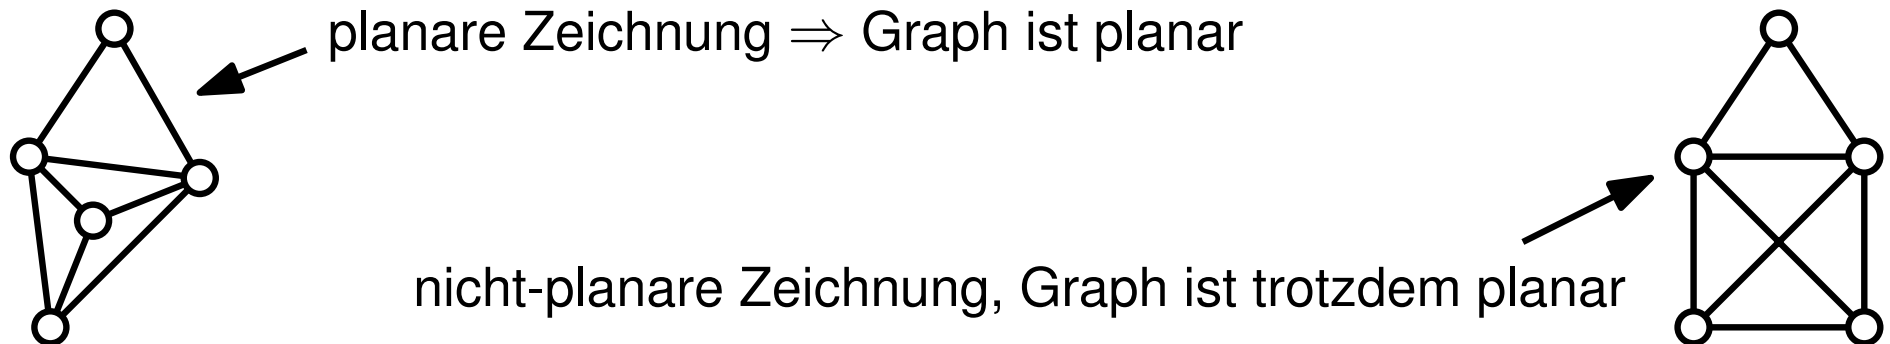 planare Zeichnung ⇒ Graph ist planar
nicht-planare Zeichnung, Graph ist trotzdem planar